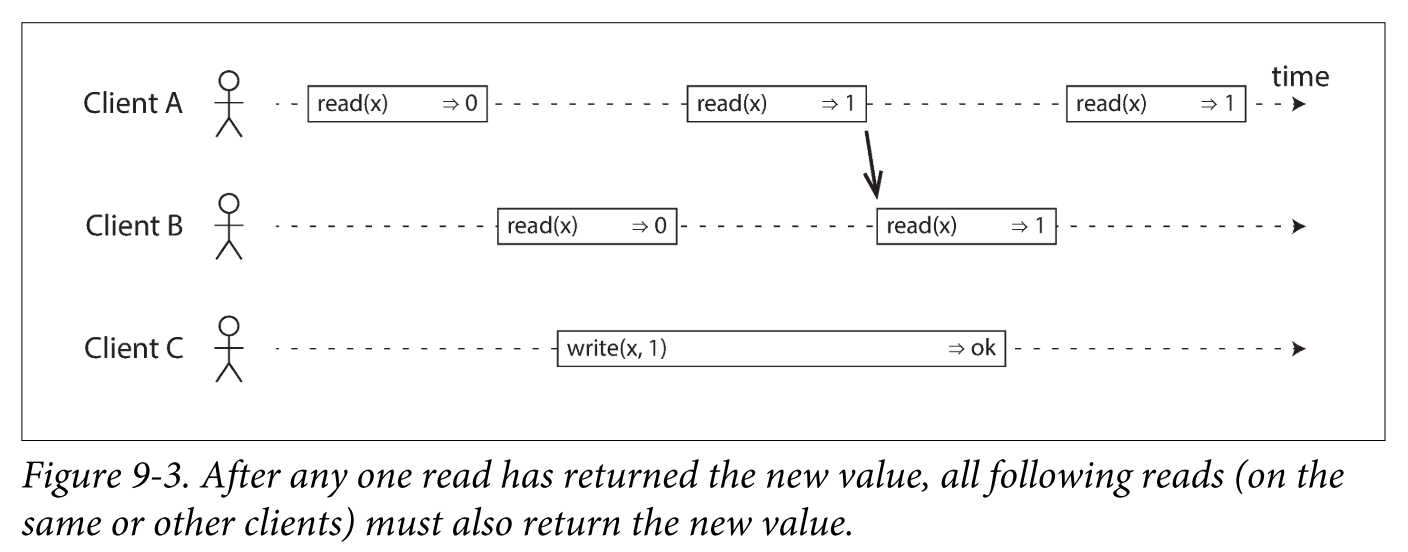 time
Client A read(x) ⇒ 0 read(x) ⇒ 1 read(x) ⇒ 1
Client B read(x) ⇒ 0 read(x) ⇒ 1
Client C write(x, 1) ⇒ ok
Figure 9-3. After any one read has returned the new value, all following reads (on the
same or other clients) must also return the new value.